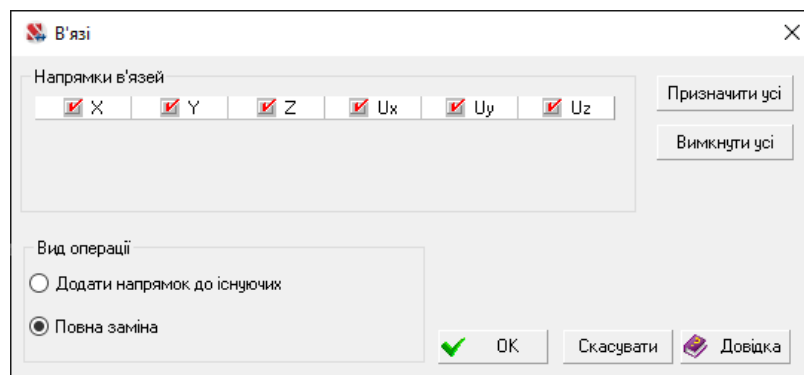 В'язі
Напрямки в'язей
X Y Z Ux Uy Uz
Призначити усі
Вимкнути усі
Вид операції
Додати напрямок до існуючих
Повна заміна
OK Скасувати Довідка